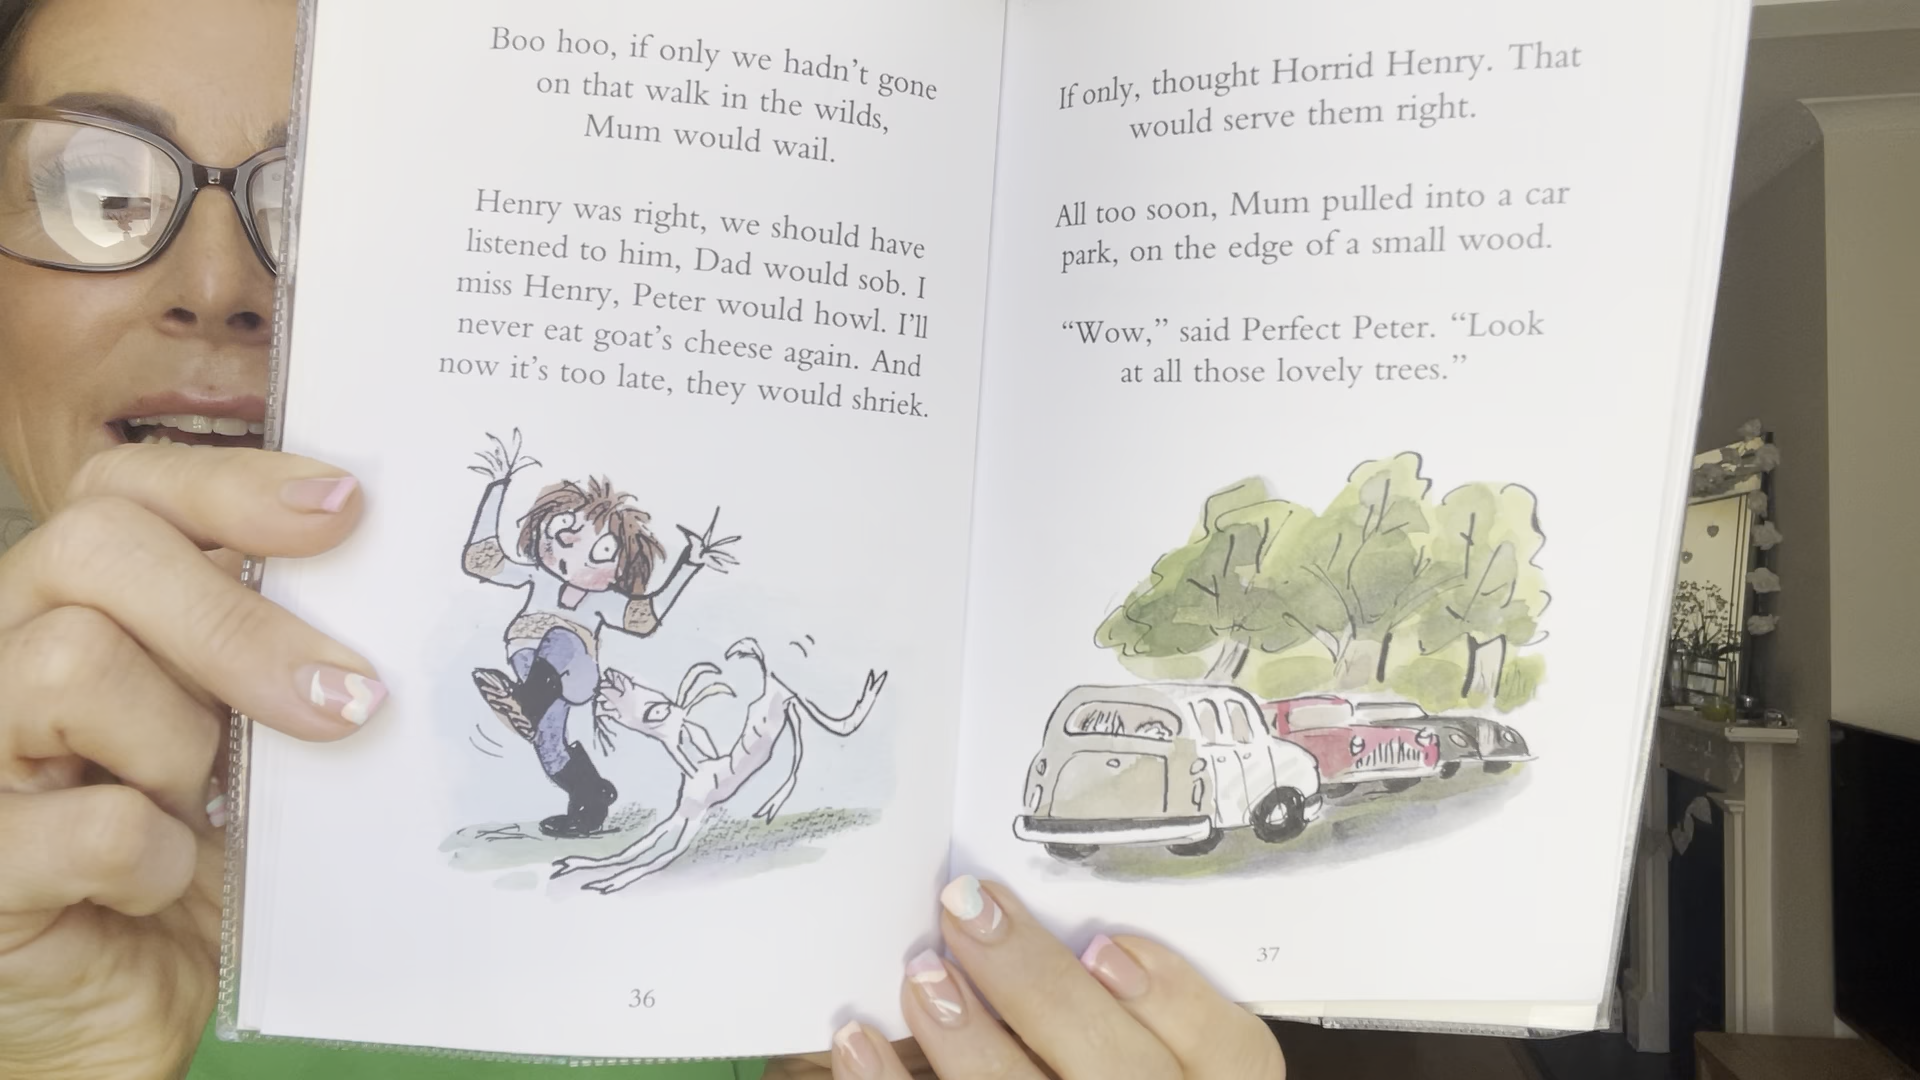 Boo hoo, if only we hadn't gone
on that walk in the wilds,
Mum would wail.
Henry was right, we should have
listened to him, Dad would sob. I
miss Henry, Peter would howl. I'll
never eat goat's cheese again. And
now it's too late, they would shriek.
36
If only, thought Horrid Henry. That
would serve them right.
All too soon, Mum pulled into a car
park, on the edge of a small wood.
“Wow,” said Perfect Peter. “Look
at all those lovely trees.”
37